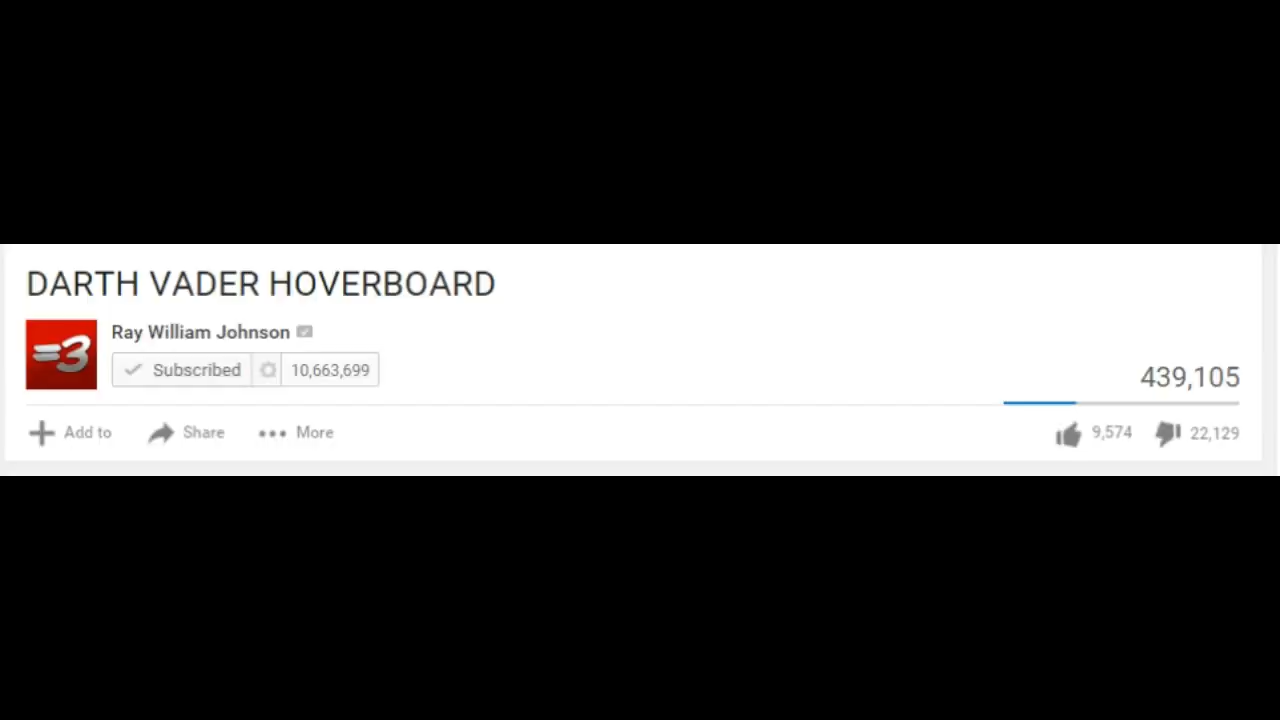 DARTH VADER HOVERBOARD
=3
Ray William Johnson
Subscribed 10,663,699
439,105
Add to Share More 9,574 22,129